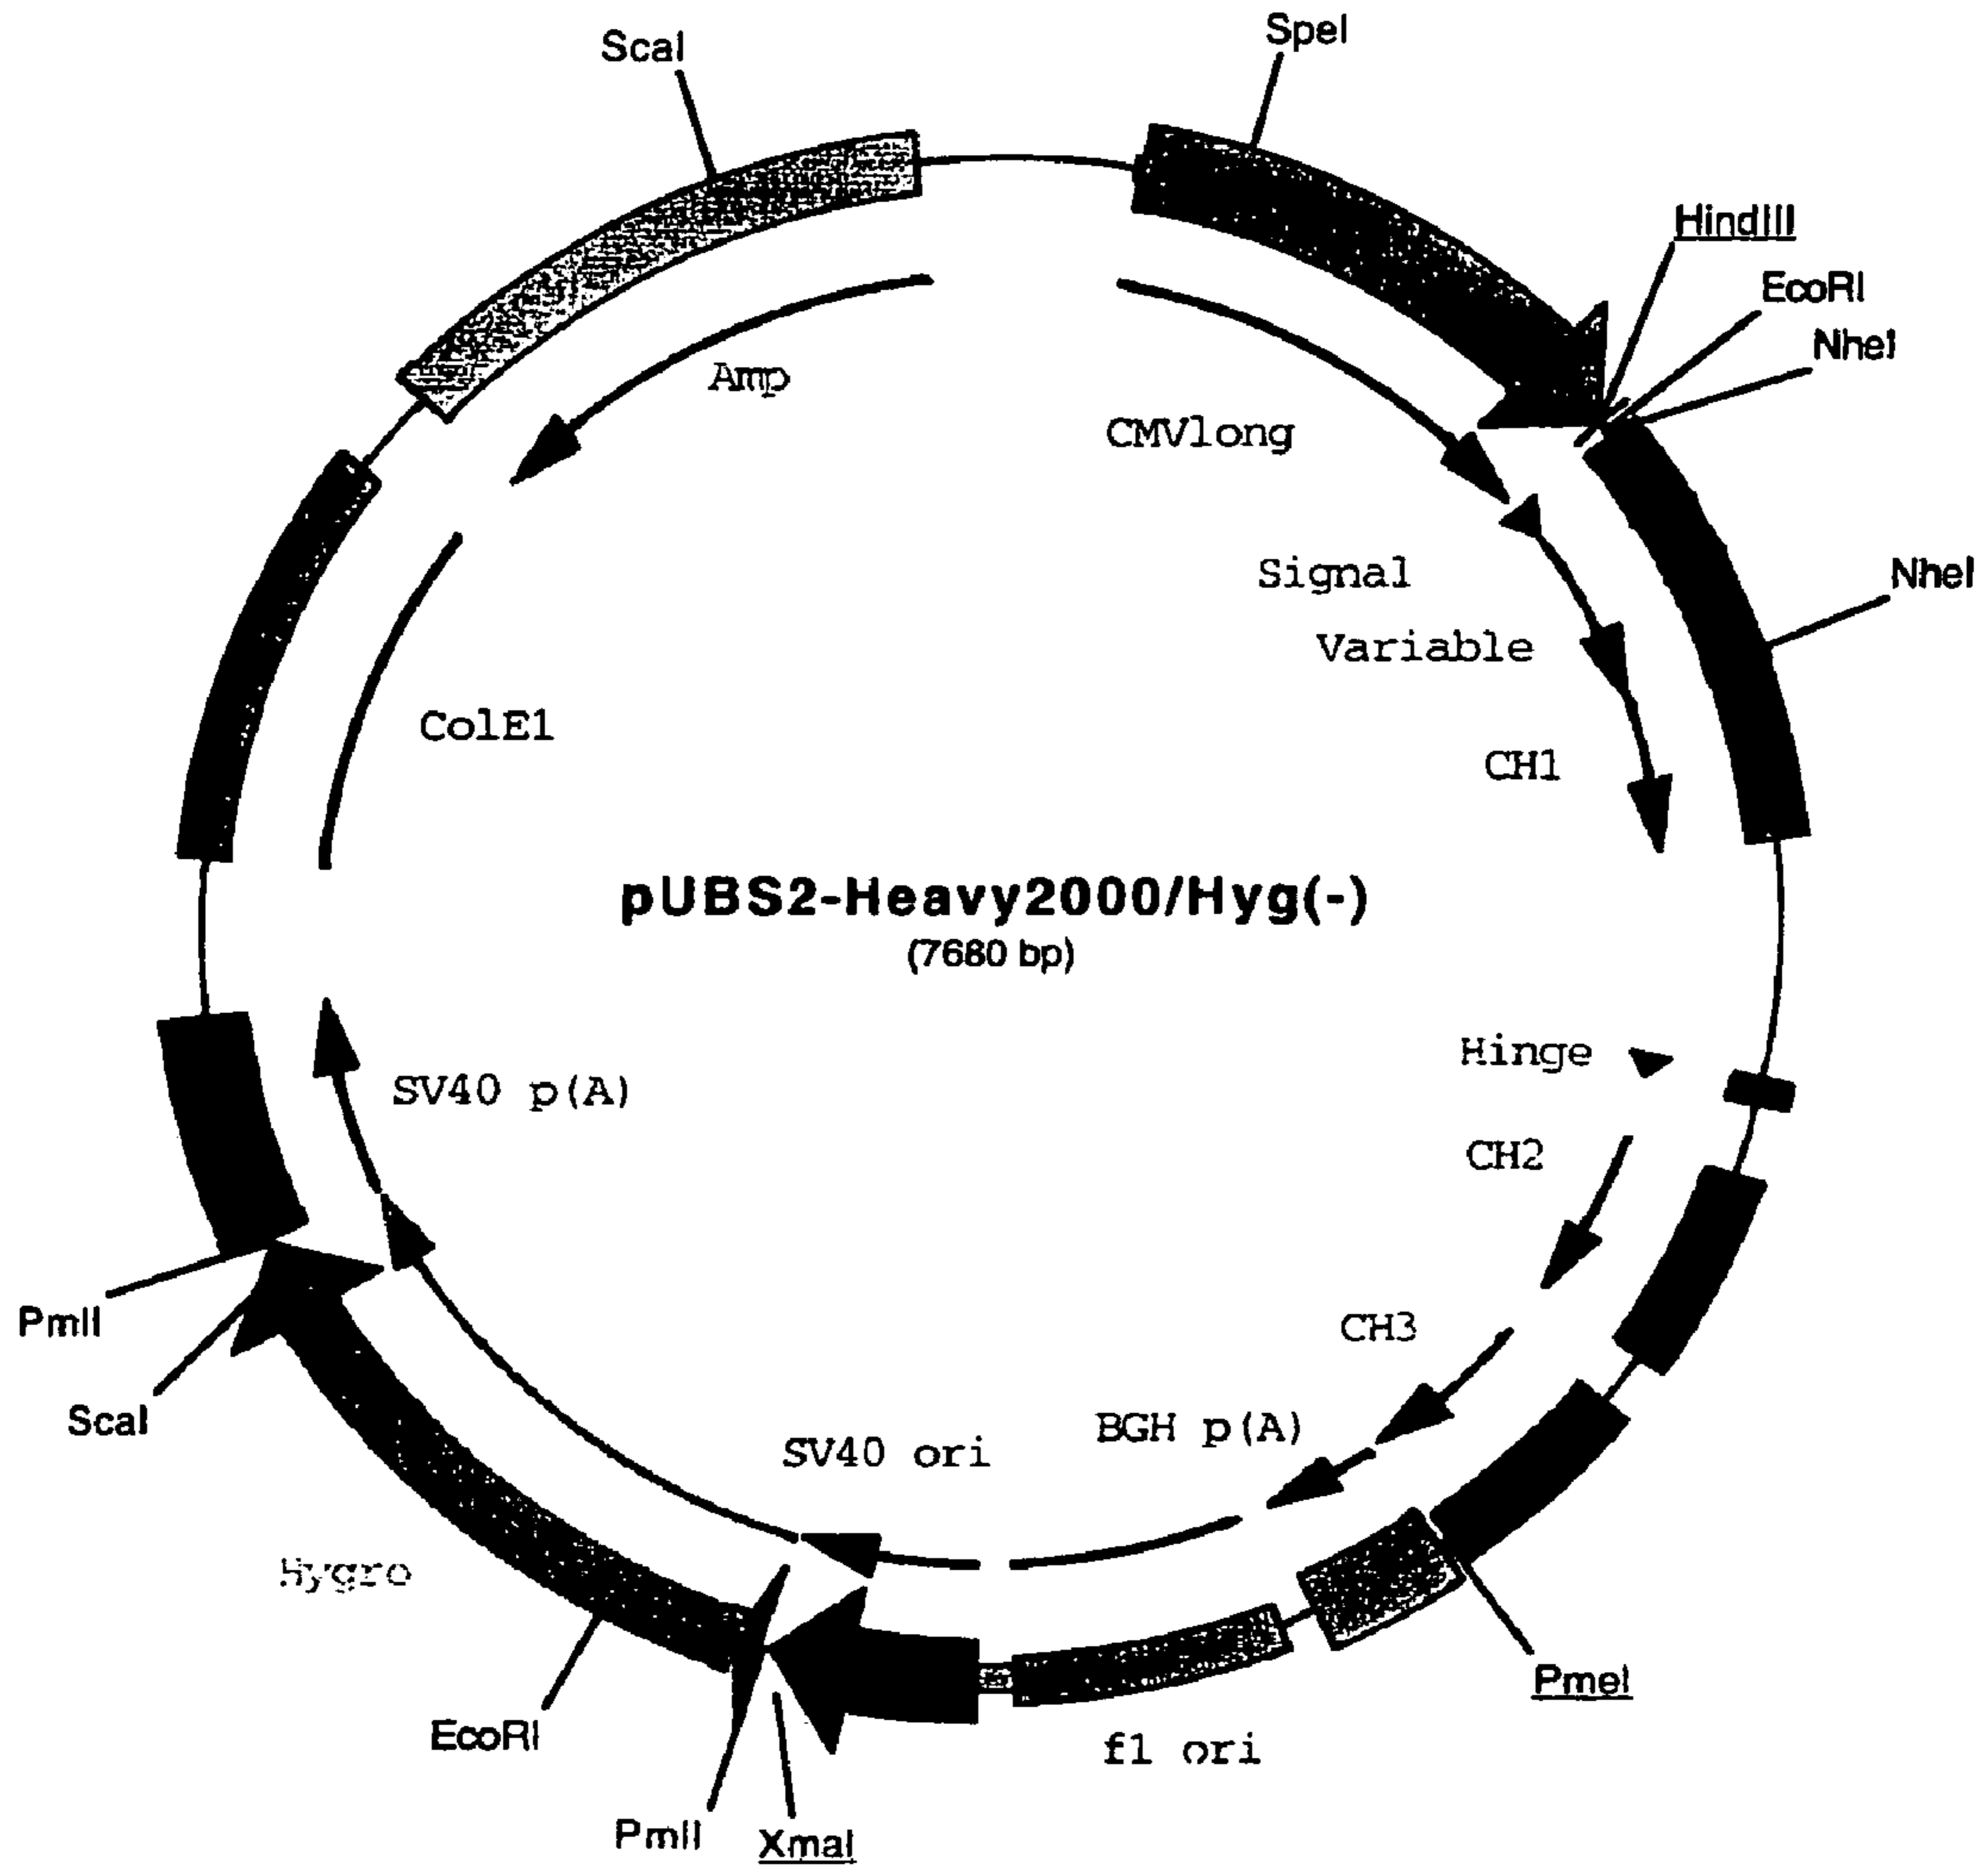 ScaI
SpeI
HindIII
EcoRI
NheI
Amp
CMVlong
Signal
NheI
Variable
ColE1
CH1
pUBS2-Heavy2000/Hyg(-)
(7680 bp)
Hinge
SV40 p(A)
CH2
PmlI
CH3
ScaI
BGH p(A)
SV40 ori
Hygro
PmeI
EcoRI
f1 ori
PmlI
XmaI